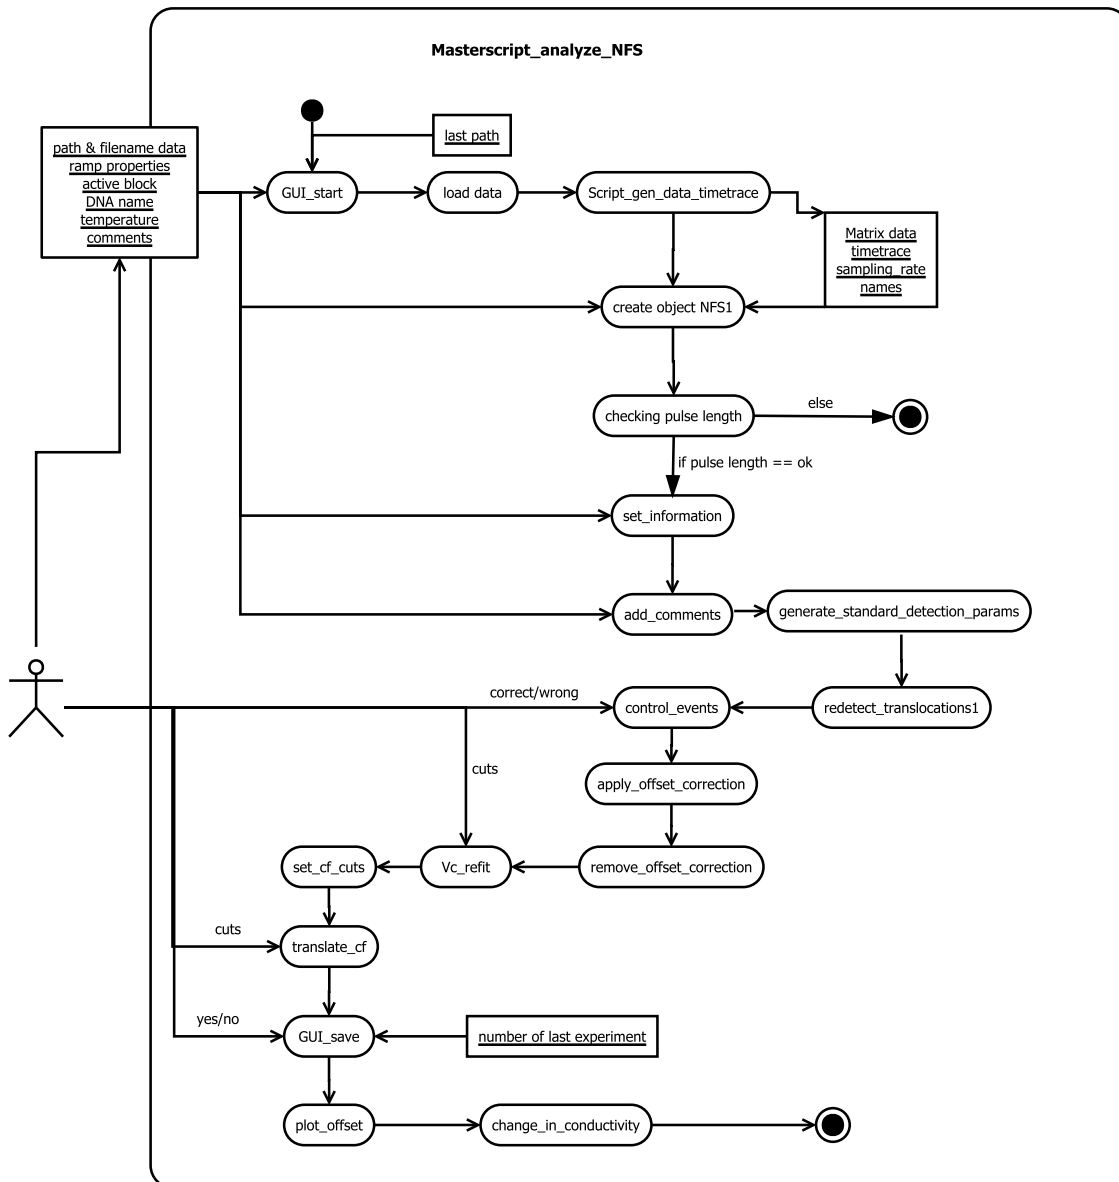 Masterscript_analyze_NFS
path & filename data
ramp properties
active block
DNA name
temperature
comments
last path
GUI_start
load data
Script_gen_data_timetrace
Matrix data
timetrace
sampling_rate
names
create object NFS1
checking pulse length
else
if pulse length == ok
set_information
add_comments
generate_standard_detection_params
correct/wrong
control_events
redetect_translocations1
cuts
apply_offset_correction
set_cf_cuts
Vc_refit
remove_offset_correction
cuts
translate_cf
yes/no
GUI_save
number of last experiment
plot_offset
change_in_conductivity